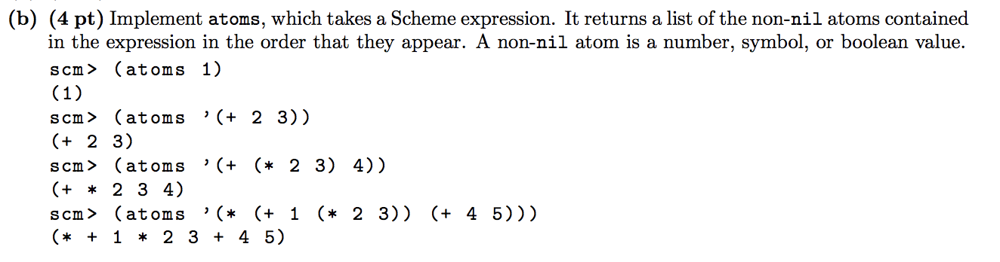 (b) (4 pt) Implement atoms, which takes a Scheme expression. It returns a list of the non-nil atoms contained
in the expression in the order that they appear. A non-nil atom is a number, symbol, or boolean value.
scm> (atoms 1)
(1)
scm> (atoms ’(+ 2 3))
(+ 2 3)
scm> (atoms ’(+ (* 2 3) 4))
(+ * 2 3 4)
scm> (atoms ’(* (+ 1 (* 2 3)) (+ 4 5)))
(* + 1 * 2 3 + 4 5)